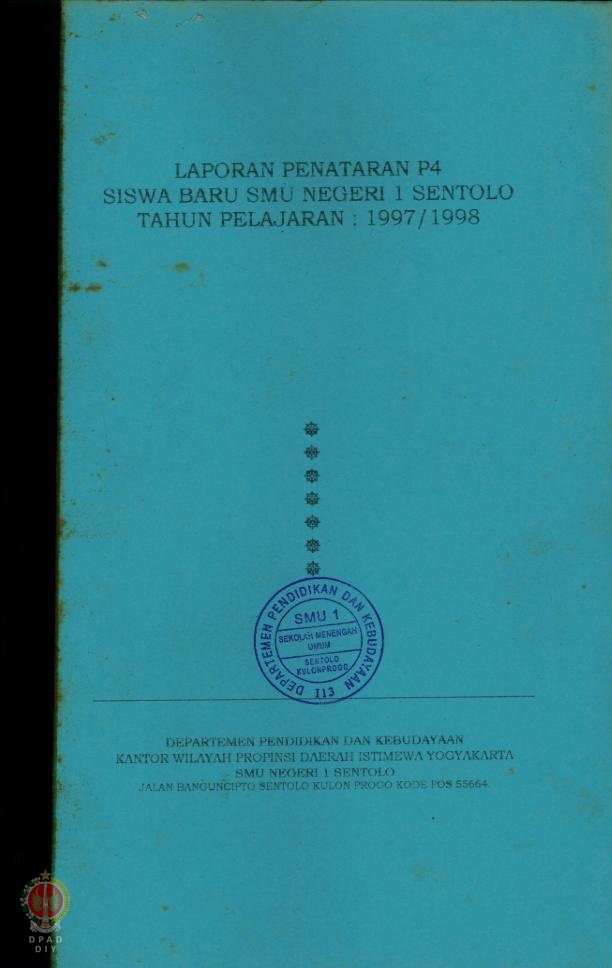 LAPORAN PENATARAN P4
SISWA BARU SMU NEGERI 1 SENTOLO
TAHUN PELAJARAN : 1997/1998
DEPARTEMEN PENDIDIKAN DAN KEBUDAYAAN
SMU 1
SEKOLAH MENENGAH
UMUM
SENTOLO
KULONPROGO
113
DEPARTEMEN PENDIDIKAN DAN KEBUDAYAAN
KANTOR WILAYAH PROPINSI DAERAH ISTIMEWA YOGYAKARTA
SMU NEGERI 1 SENTOLO
JALAN BANGUNCIPTO SENTOLO KULON PROGO KODE POS 55664.
DPAD
DIY